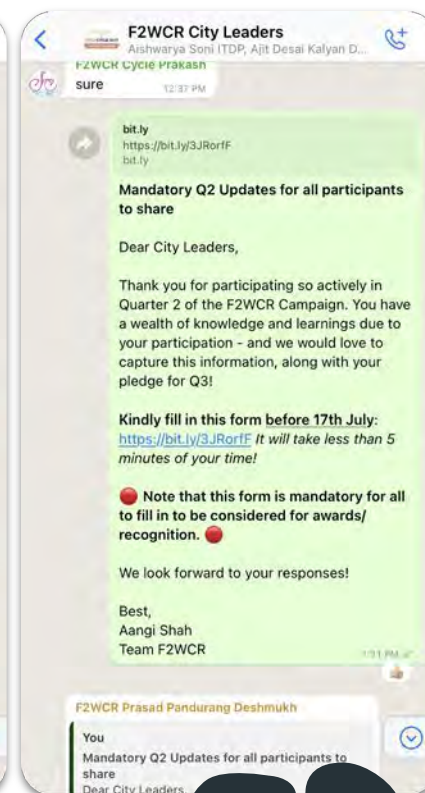 F2WCR City Leaders
Aishwarya Soni ITDP, Ajit Desai Kalyan D...
F2WCR Cycle Prakash
sure
12:37 PM
bit.ly
https://bit.ly/3JRorfF
bit.ly
Mandatory Q2 Updates for all participants
to share
Dear City Leaders,
Thank you for participating so actively in
Quarter 2 of the F2WCR Campaign. You have
a wealth of knowledge and learnings due to
your participation - and we would love to
capture this information, along with your
pledge for Q3!
Kindly fill in this form before 17th July:
https://bit.ly/3JRorfF It will take less than 5
minutes of your time!
🔴 Note that this form is mandatory for all
to fill in to be considered for awards/
recognition. 🔴
We look forward to your responses!
Best,
Aangi Shah
Team F2WCR
F2WCR Prasad Pandurang Deshmukh
You
Mandatory Q2 Updates for all participants to
share
Dear City Leaders